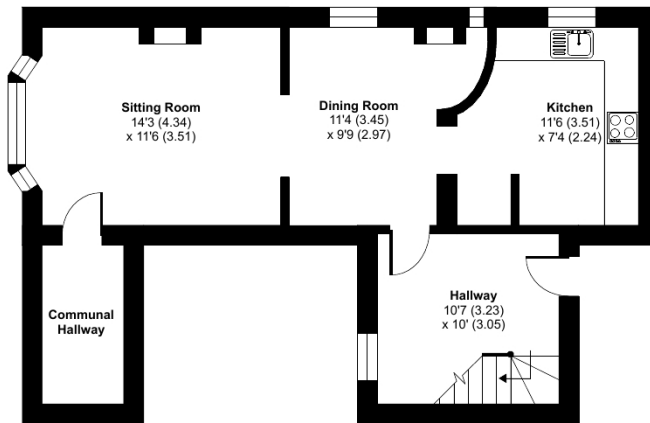 Sitting Room
14'3 (4.34)
x 11'6 (3.51)
Dining Room
11'4 (3.45)
x 9'9 (2.97)
Kitchen
11'6 (3.51)
x 7'4 (2.24)
Communal
Hallway
Hallway
10'7 (3.23)
x 10' (3.05)